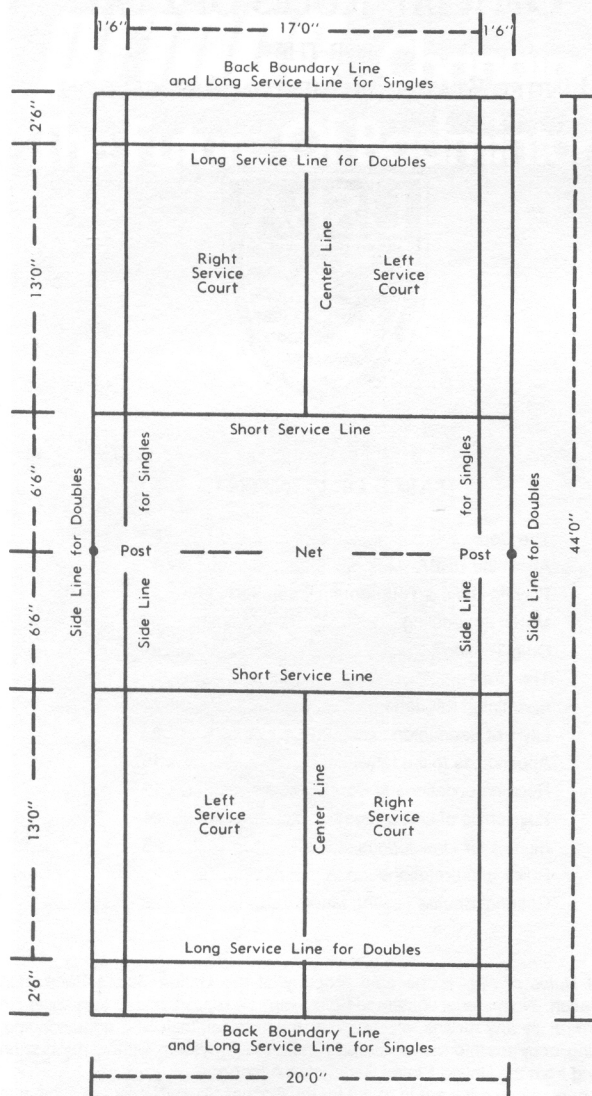 1'6" 17'0" 1'6"
Back Boundary Line
and Long Service Line for Singles
2'6"
Long Service Line for Doubles
13'0"
Right
Service
Court
Center Line
Left
Service
Court
Short Service Line
6'6"
Side Line for Doubles
for Singles
for Singles
Side Line for Doubles
44'0"
Post Net Post
6'6"
Side Line
Side Line
Short Service Line
13'0"
Left
Service
Court
Center Line
Right
Service
Court
Long Service Line for Doubles
2'6"
Back Boundary Line
and Long Service Line for Singles
20'0"